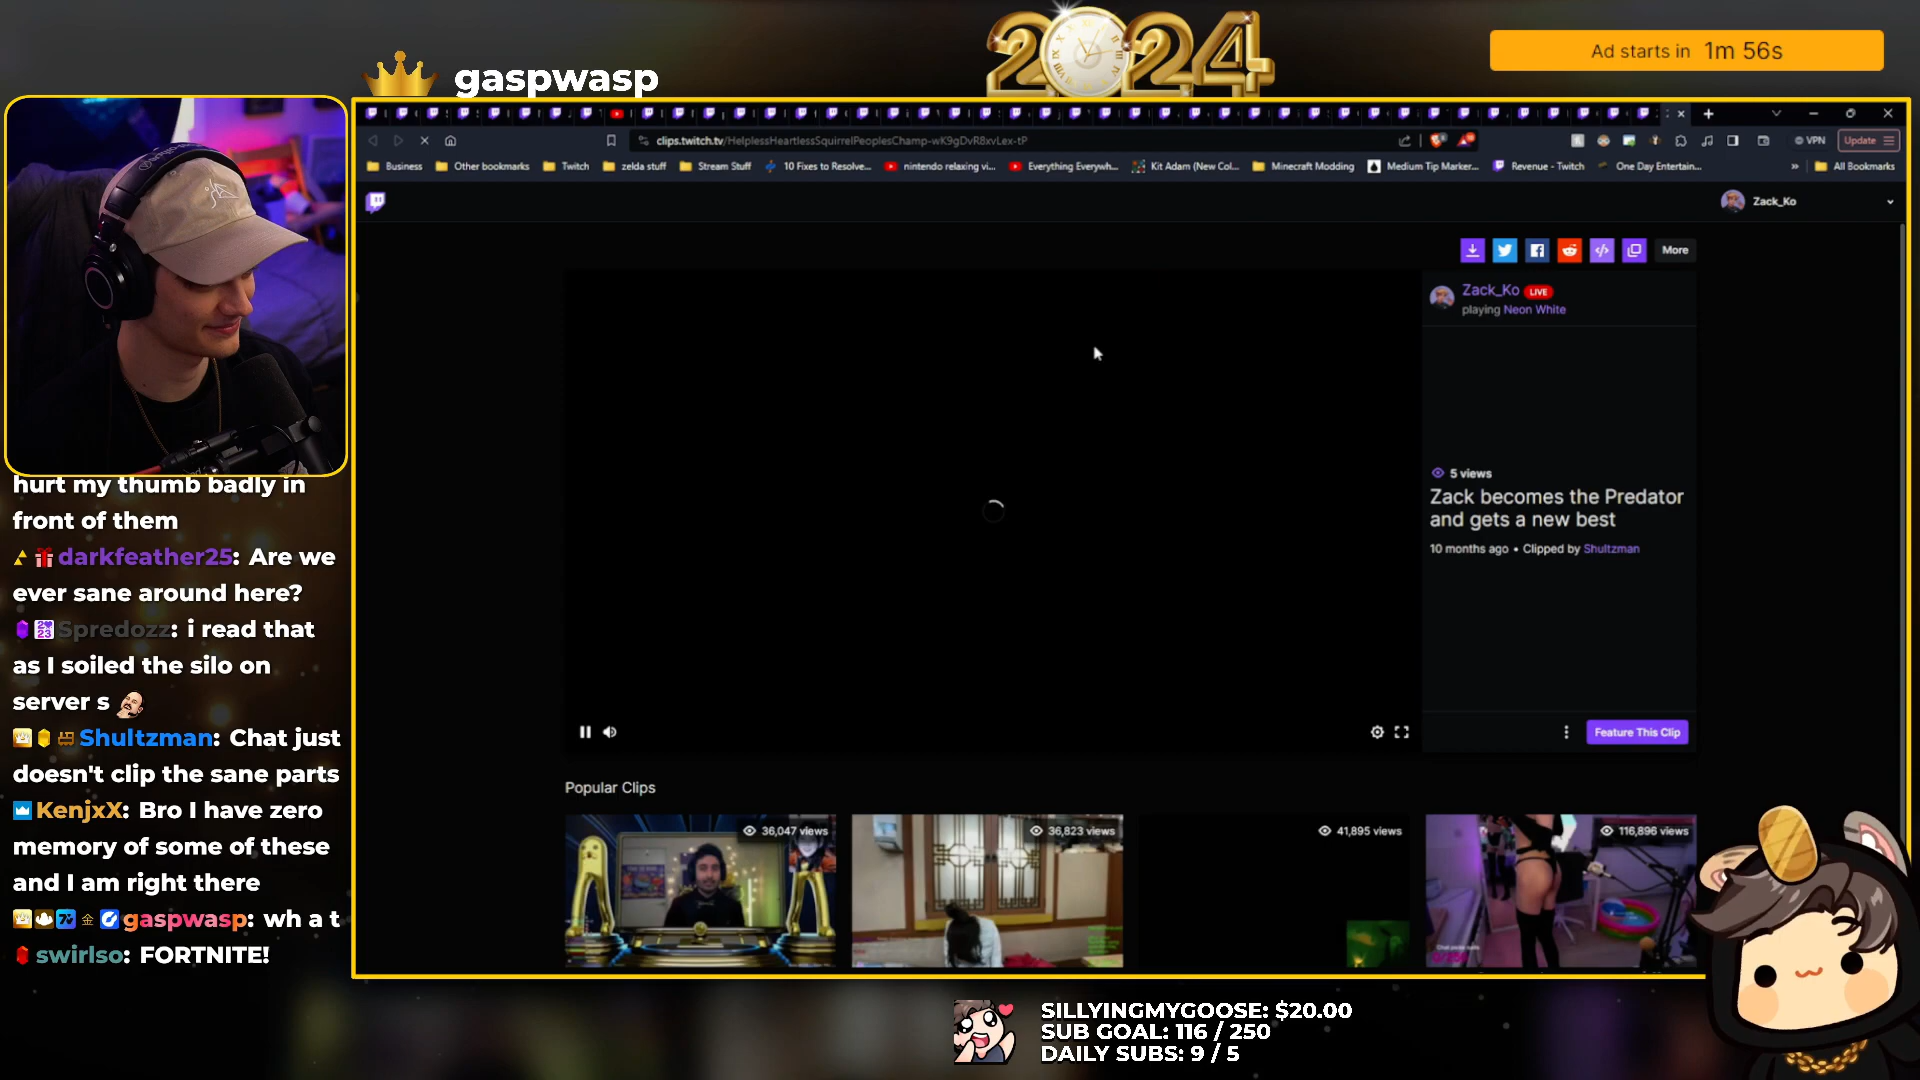 2024
Ad starts in 1m 56s
gaspwasp
clips.twitch.tv/HelplessHeartlessSquirrelPeoplesChamp-wK9gDvR8xvLex-tP
VPN
Update
Business
Other bookmarks
Twitch
zelda stuff
Stream Stuff
10 Fixes to Resolve...
nintendo relaxing vi...
Everything Everywh...
Kit Adam (New Col...
Minecraft Modding
Medium Tip Marker...
Revenue - Twitch
One Day Entertain...
»
All Bookmarks
Zack_Ko
More
Zack_Ko LIVE
playing Neon White
5 views
Zack becomes the Predator
and gets a new best
10 months ago • Clipped by Shultzman
Feature This Clip
Popular Clips
36,047 views
36,823 views
41,895 views
116,896 views
hurt my thumb badly in
front of them
darkfeather25: Are we
ever sane around here?
Spredozz: i read that
as I soiled the silo on
server s
Shultzman: Chat just
doesn't clip the sane parts
KenjxX: Bro I have zero
memory of some of these
and I am right there
gaspwasp: wh a t
swirlso: FORTNITE!
SILLYINGMYGOOSE: $20.00
SUB GOAL: 116 / 250
DAILY SUBS: 9 / 5